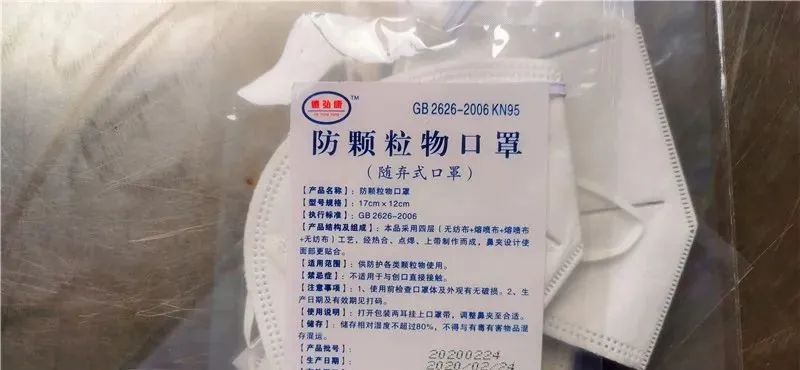 德弘康 TM
GB 2626-2006 KN95
防颗粒物口罩
（随弃式口罩）
【产品名称】：防颗粒物口罩
【型号规格】：17cm×12cm
【执行标准】：GB 2626-2006
【产品结构及组成】：本品采用四层（无纺布+熔喷布+熔喷布
+无纺布）工艺，经热合、点焊、上带制作而成，鼻夹设计使
面部更贴合。
【适用范围】：供防护各类颗粒物使用。
【禁忌症】：不适用于与创口直接接触。
【注意事项】：1、使用前检查口罩体及外观有无破损。2、生
产日期及有效期见打码。
【使用说明】：打开包装两耳挂上口罩带，调整鼻夹至合适。
【储存】：储存相对湿度不超过80%，不得与有毒有害物品混
存混运。
【产品批号】：20200224
【生产日期】：2020/02/24